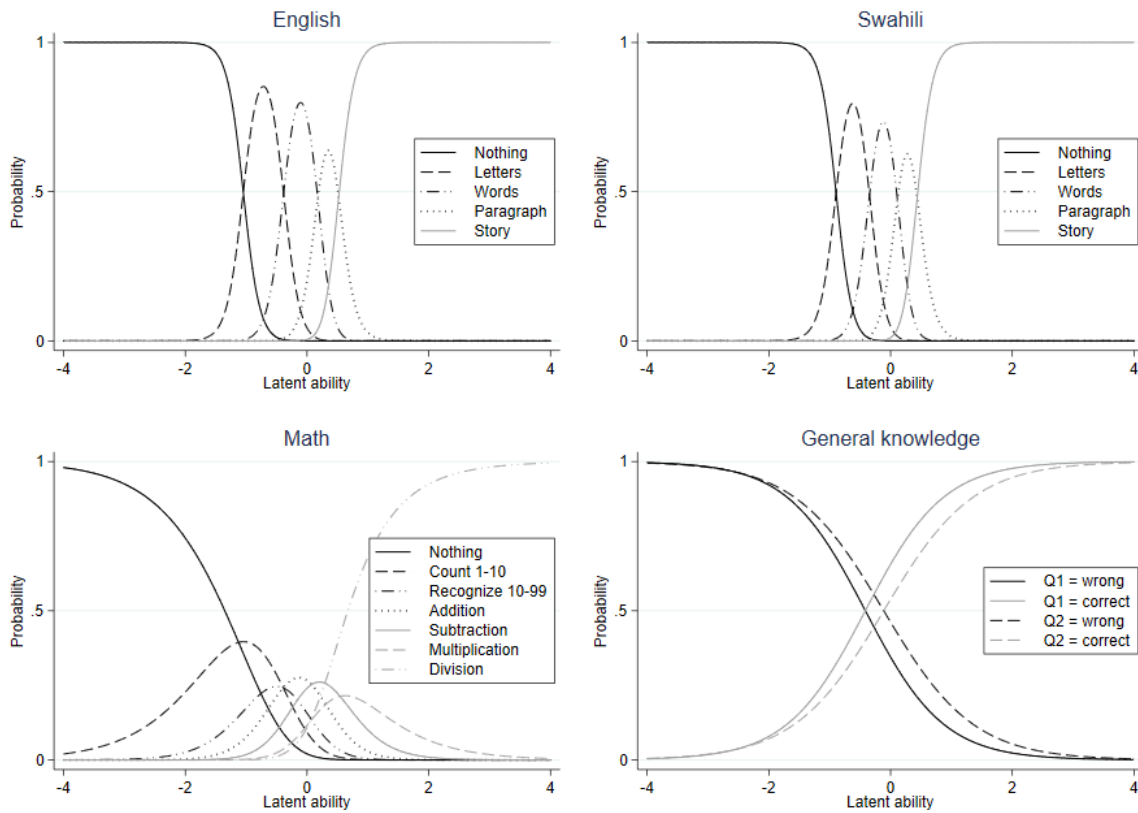 English
Probability
1
.5
0
-4
-2
0
2
4
Latent ability
Nothing
Letters
Words
Paragraph
Story
Swahili
Probability
1
.5
0
-4
-2
0
2
4
Latent ability
Nothing
Letters
Words
Paragraph
Story
Math
Probability
1
.5
0
-4
-2
0
2
4
Latent ability
Nothing
Count 1-10
Recognize 10-99
Addition
Subtraction
Multiplication
Division
General knowledge
Probability
1
.5
0
-4
-2
0
2
4
Latent ability
Q1 = wrong
Q1 = correct
Q2 = wrong
Q2 = correct